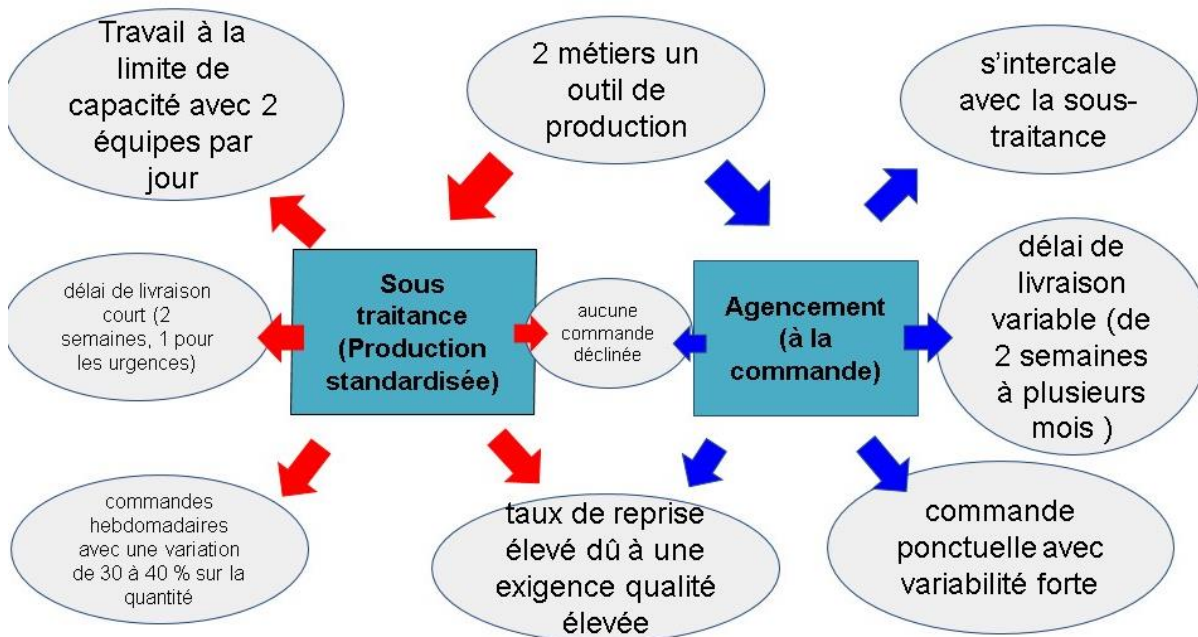 Travail à la
limite de
capacité avec 2
équipes par
jour
2 métiers un
outil de
production
s'intercale
avec la sous-
traitance
délai de livraison
court (2
semaines, 1 pour
les urgences)
Sous
traitance
(Production
standardisée)
aucune
commande
déclinée
Agencement
(à la
commande)
délai de
livraison
variable (de
2 semaines
à plusieurs
mois )
commandes
hebdomadaires
avec une variation
de 30 à 40 % sur la
quantité
taux de reprise
élevé dû à une
exigence qualité
élevée
commande
ponctuelle avec
variabilité forte